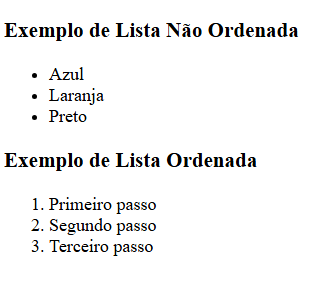 Exemplo de Lista Não Ordenada
• Azul
• Laranja
• Preto
Exemplo de Lista Ordenada
1. Primeiro passo
2. Segundo passo
3. Terceiro passo